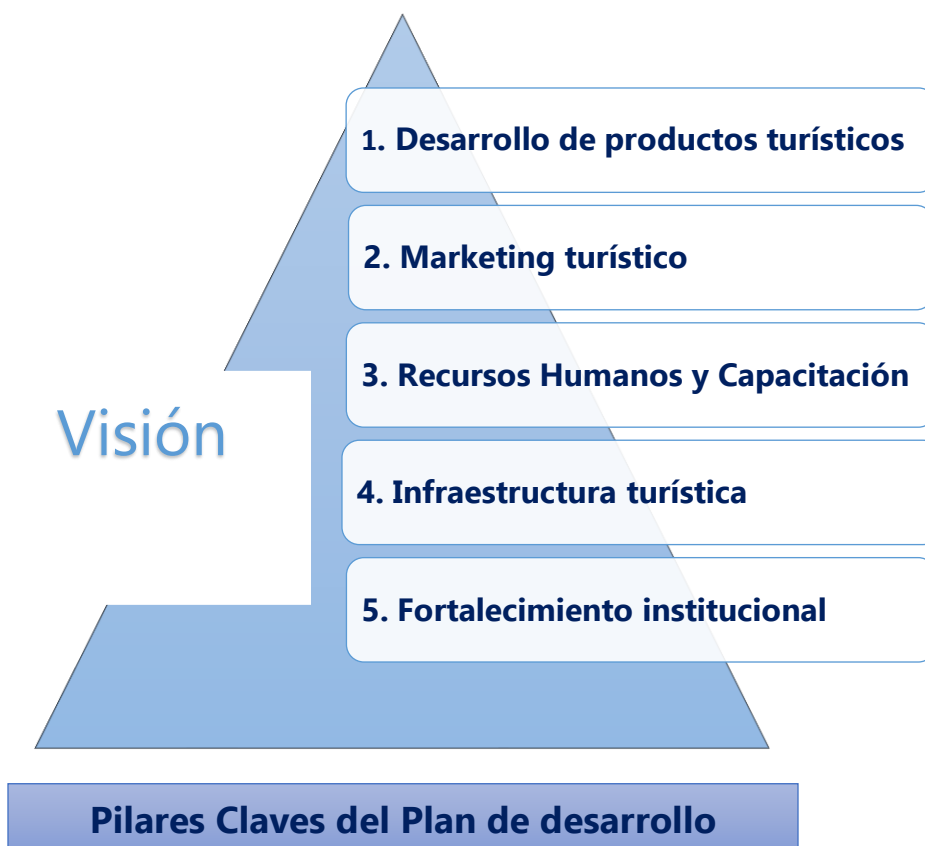 1. Desarrollo de productos turísticos
2. Marketing turístico
3. Recursos Humanos y Capacitación
Visión
4. Infraestructura turística
5. Fortalecimiento institucional
Pilares Claves del Plan de desarrollo